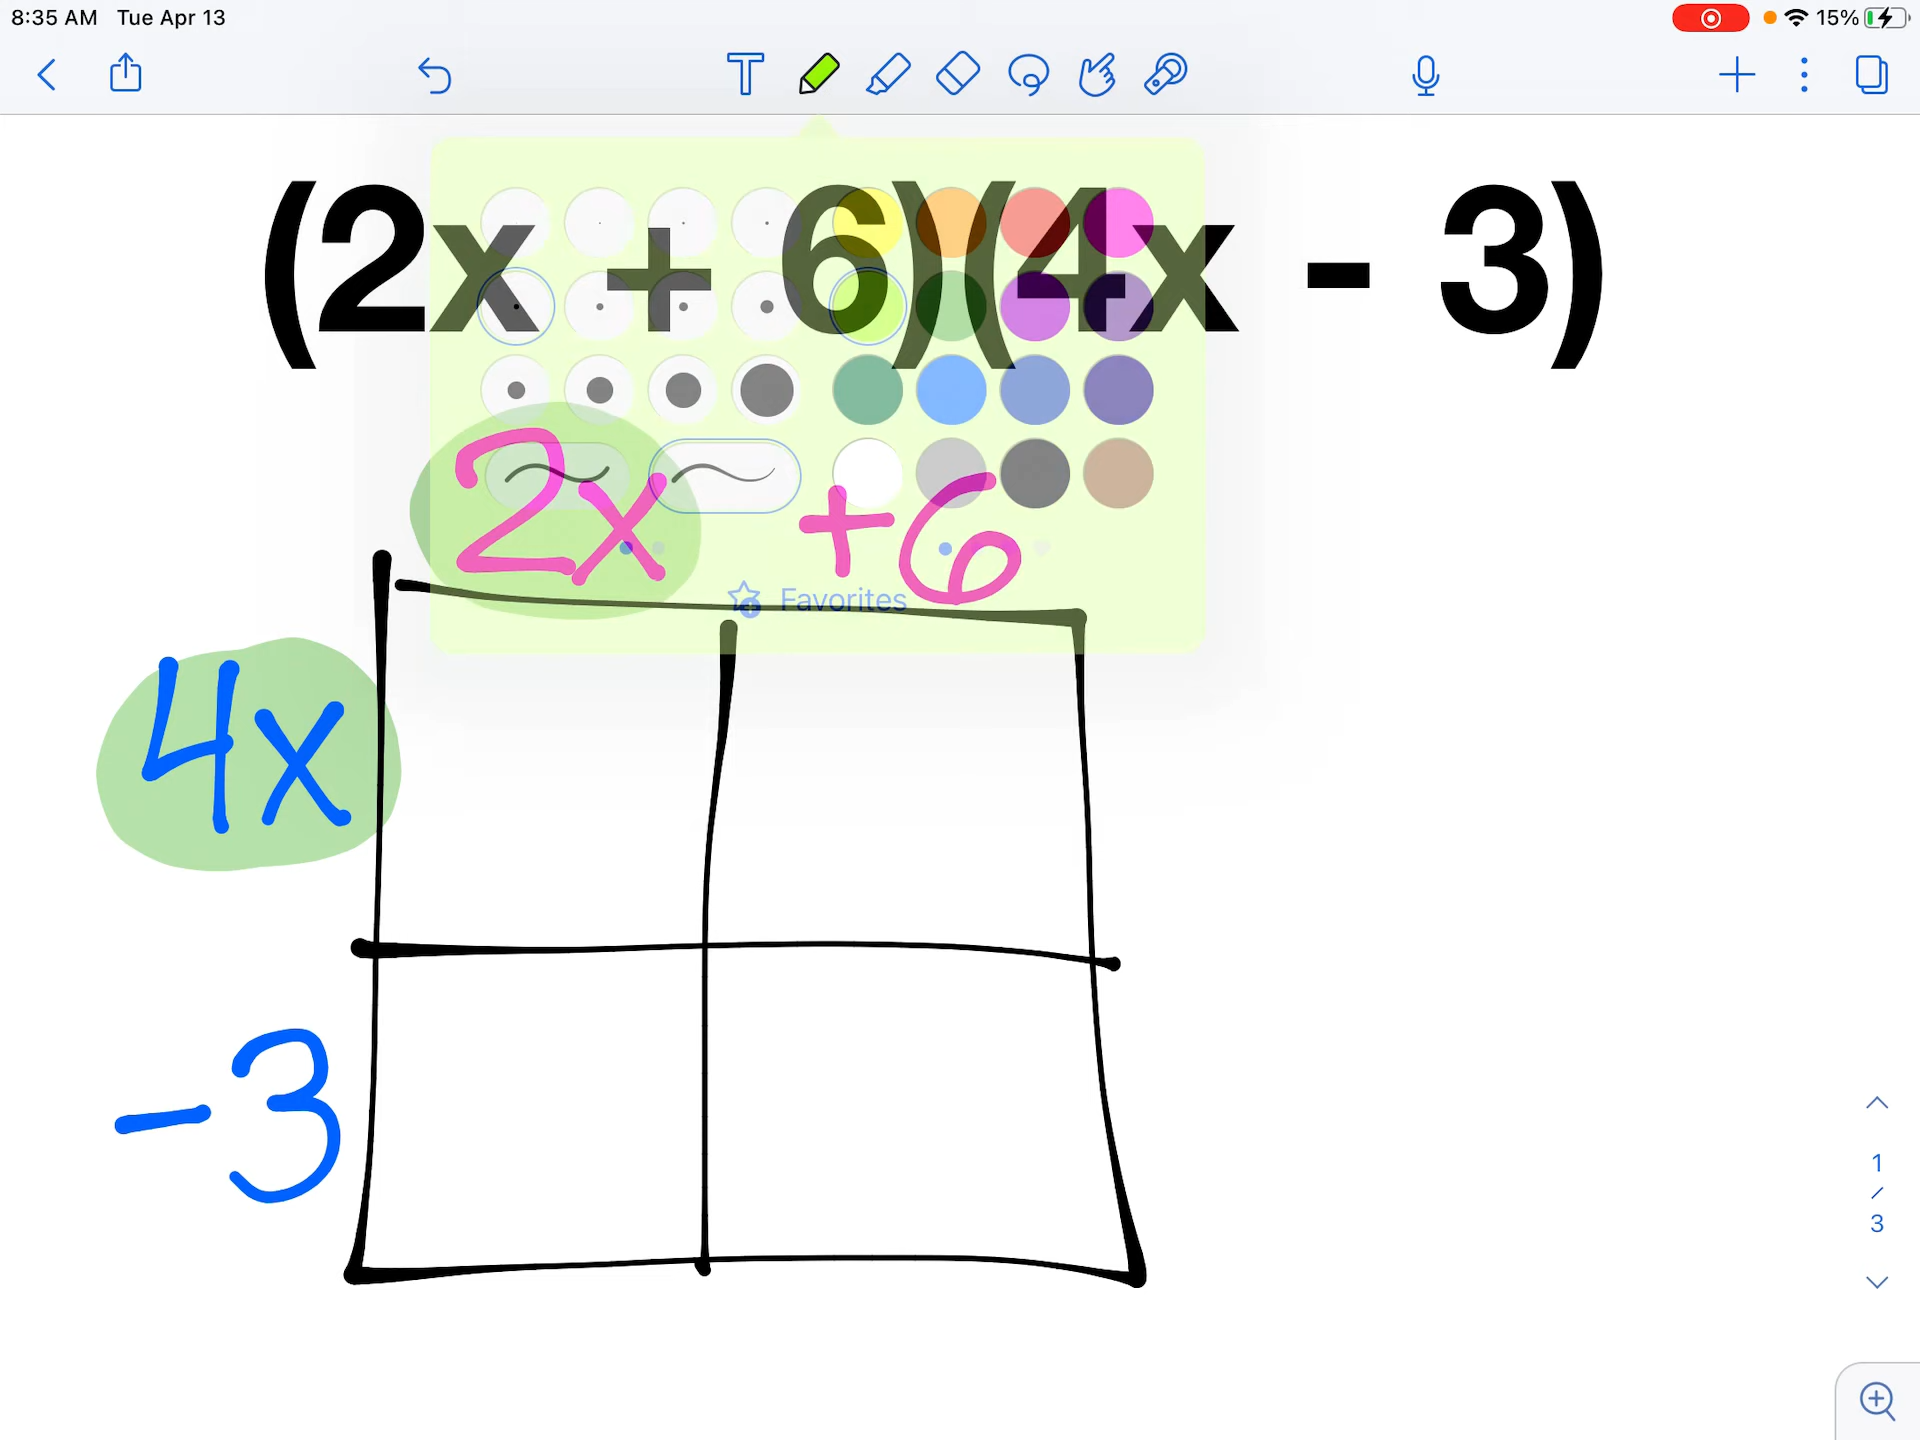 8:35 AM Tue Apr 13
15%
T
(2x + 6)(4x - 3)
2x +6
Favorites
4x
-3
1
/
3